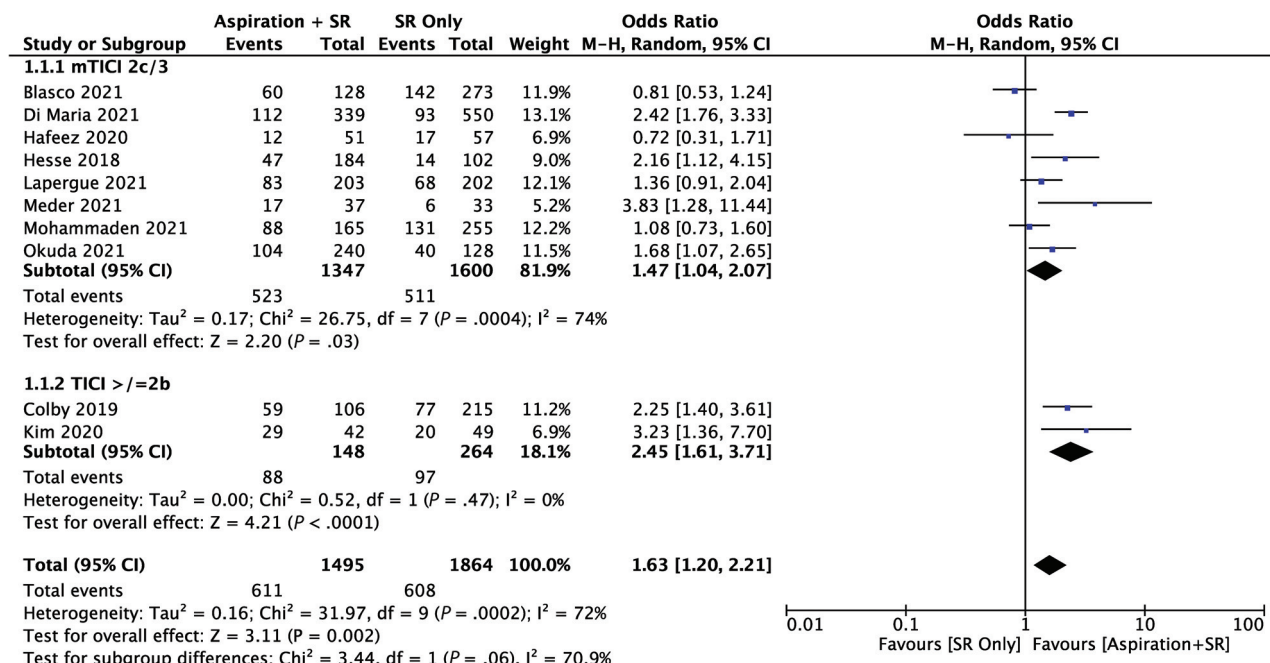 Aspiration + SR SR Only Odds Ratio Odds Ratio
Study or Subgroup Events Total Events Total Weight M-H, Random, 95% CI M-H, Random, 95% CI
1.1.1 mTICI 2c/3
Blasco 2021 60 128 142 273 11.9% 0.81 [0.53, 1.24]
Di Maria 2021 112 339 93 550 13.1% 2.42 [1.76, 3.33]
Hafeez 2020 12 51 17 57 6.9% 0.72 [0.31, 1.71]
Hesse 2018 47 184 14 102 9.0% 2.16 [1.12, 4.15]
Lapergue 2021 83 203 68 202 12.1% 1.36 [0.91, 2.04]
Meder 2021 17 37 6 33 5.2% 3.83 [1.28, 11.44]
Mohammaden 2021 88 165 131 255 12.2% 1.08 [0.73, 1.60]
Okuda 2021 104 240 40 128 11.5% 1.68 [1.07, 2.65]
Subtotal (95% CI) 1347 1600 81.9% 1.47 [1.04, 2.07]
Total events 523 511
Heterogeneity: Tau² = 0.17; Chi² = 26.75, df = 7 (P = .0004); I² = 74%
Test for overall effect: Z = 2.20 (P = .03)
1.1.2 TICI >/=2b
Colby 2019 59 106 77 215 11.2% 2.25 [1.40, 3.61]
Kim 2020 29 42 20 49 6.9% 3.23 [1.36, 7.70]
Subtotal (95% CI) 148 264 18.1% 2.45 [1.61, 3.71]
Total events 88 97
Heterogeneity: Tau² = 0.00; Chi² = 0.52, df = 1 (P = .47); I² = 0%
Test for overall effect: Z = 4.21 (P < .0001)
Total (95% CI) 1495 1864 100.0% 1.63 [1.20, 2.21]
Total events 611 608
Heterogeneity: Tau² = 0.16; Chi² = 31.97, df = 9 (P = .0002); I² = 72%
Test for overall effect: Z = 3.11 (P = 0.002)
Test for subgroup differences: Chi² = 3.44, df = 1 (P = .06), I² = 70.9%
0.01 0.1 1 10 100
Favours [SR Only] Favours [Aspiration+SR]